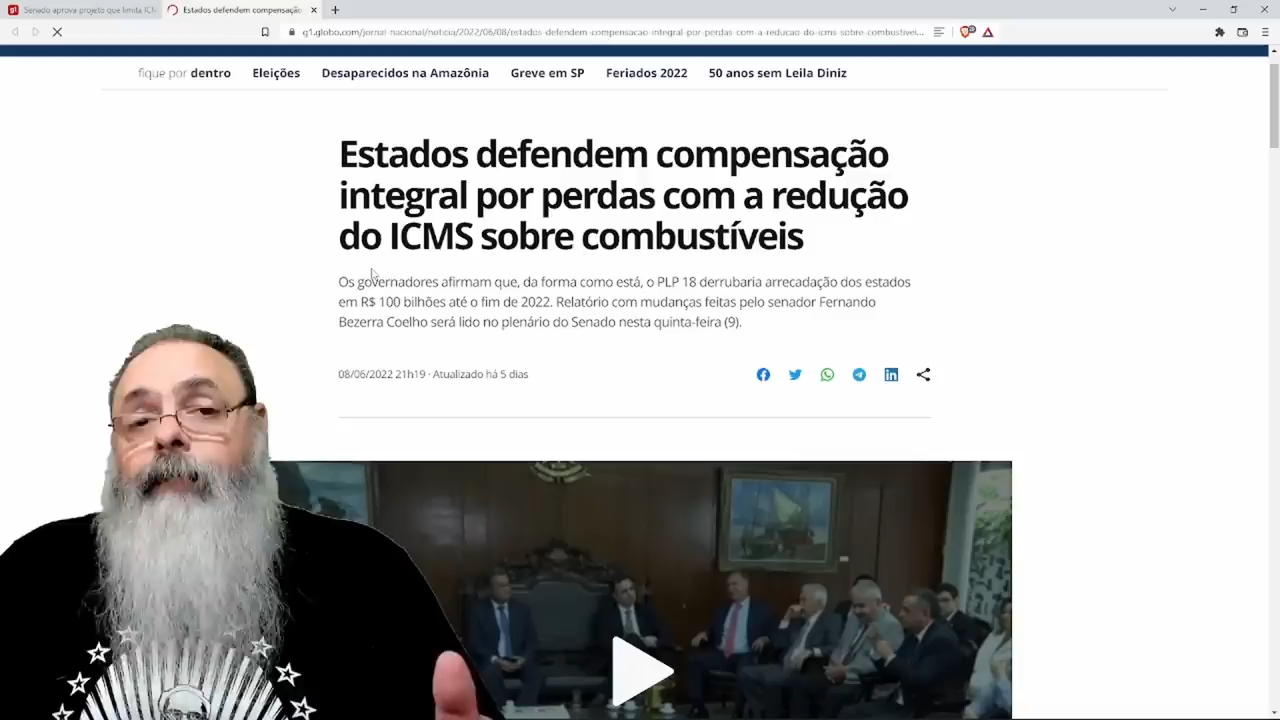 g1 Senado aprova projeto que limita ICM
Estados defendem compensação
g1.globo.com/jornal-nacional/noticia/2022/06/08/estados-defendem-compensacao-integral-por-perdas-com-a-reducao-do-icms-sobre-combustivei...
fique por dentro Eleições Desaparecidos na Amazônia Greve em SP Feriados 2022 50 anos sem Leila Diniz
Estados defendem compensação
integral por perdas com a redução
do ICMS sobre combustíveis
Os governadores afirmam que, da forma como está, o PLP 18 derrubaria arrecadação dos estados
em R$ 100 bilhões até o fim de 2022. Relatório com mudanças feitas pelo senador Fernando
Bezerra Coelho será lido no plenário do Senado nesta quinta-feira (9).
08/06/2022 21h19 · Atualizado há 5 dias